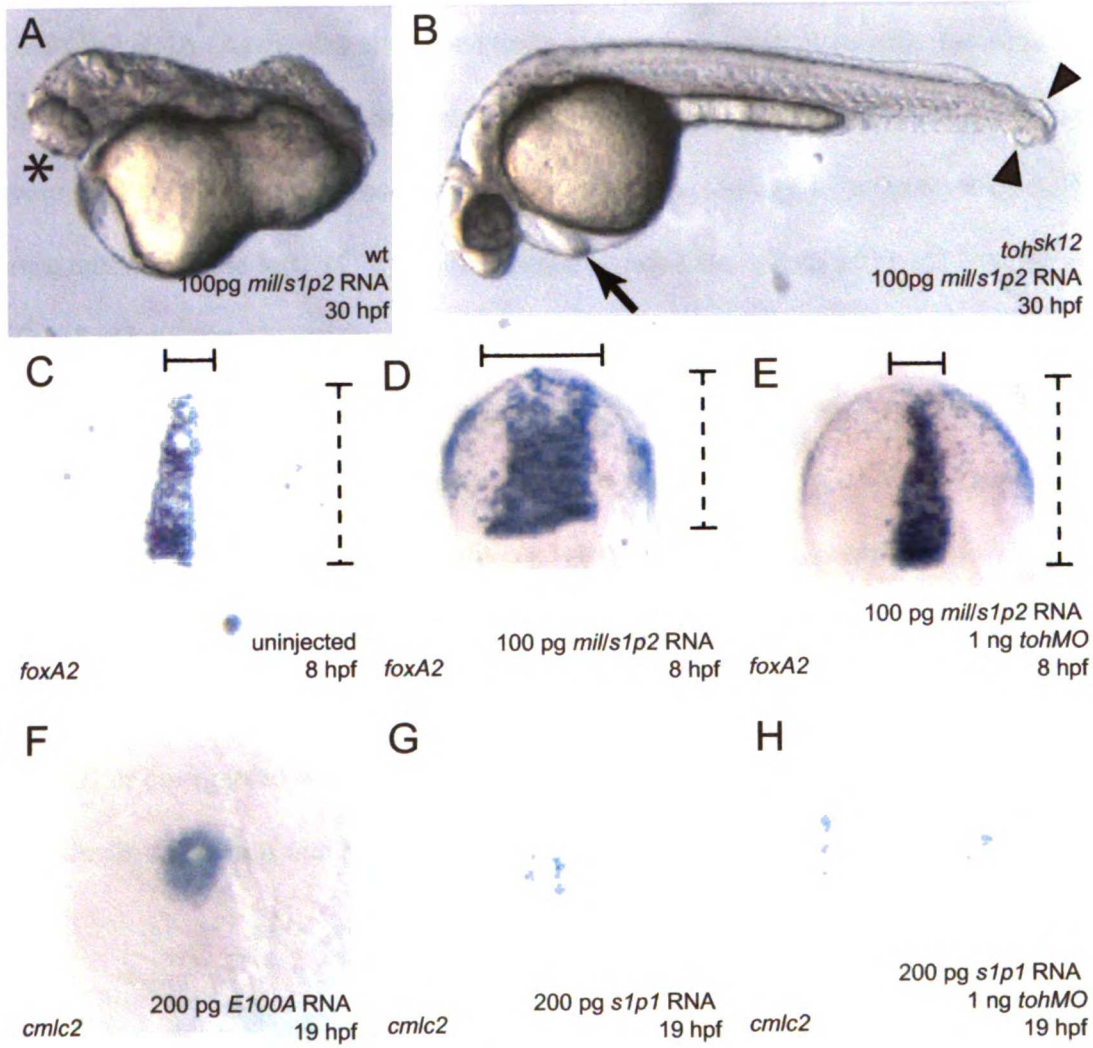 A
*
wt
100pg mil/s1p2 RNA
30 hpf
B
toh^sk12
100pg mil/s1p2 RNA
30 hpf
C
foxA2
uninjected
8 hpf
D
foxA2
100 pg mil/s1p2 RNA
8 hpf
E
foxA2
100 pg mil/s1p2 RNA
1 ng tohMO
8 hpf
F
cmlc2
200 pg E100A RNA
19 hpf
G
cmlc2
200 pg s1p1 RNA
19 hpf
H
cmlc2
200 pg s1p1 RNA
1 ng tohMO
19 hpf